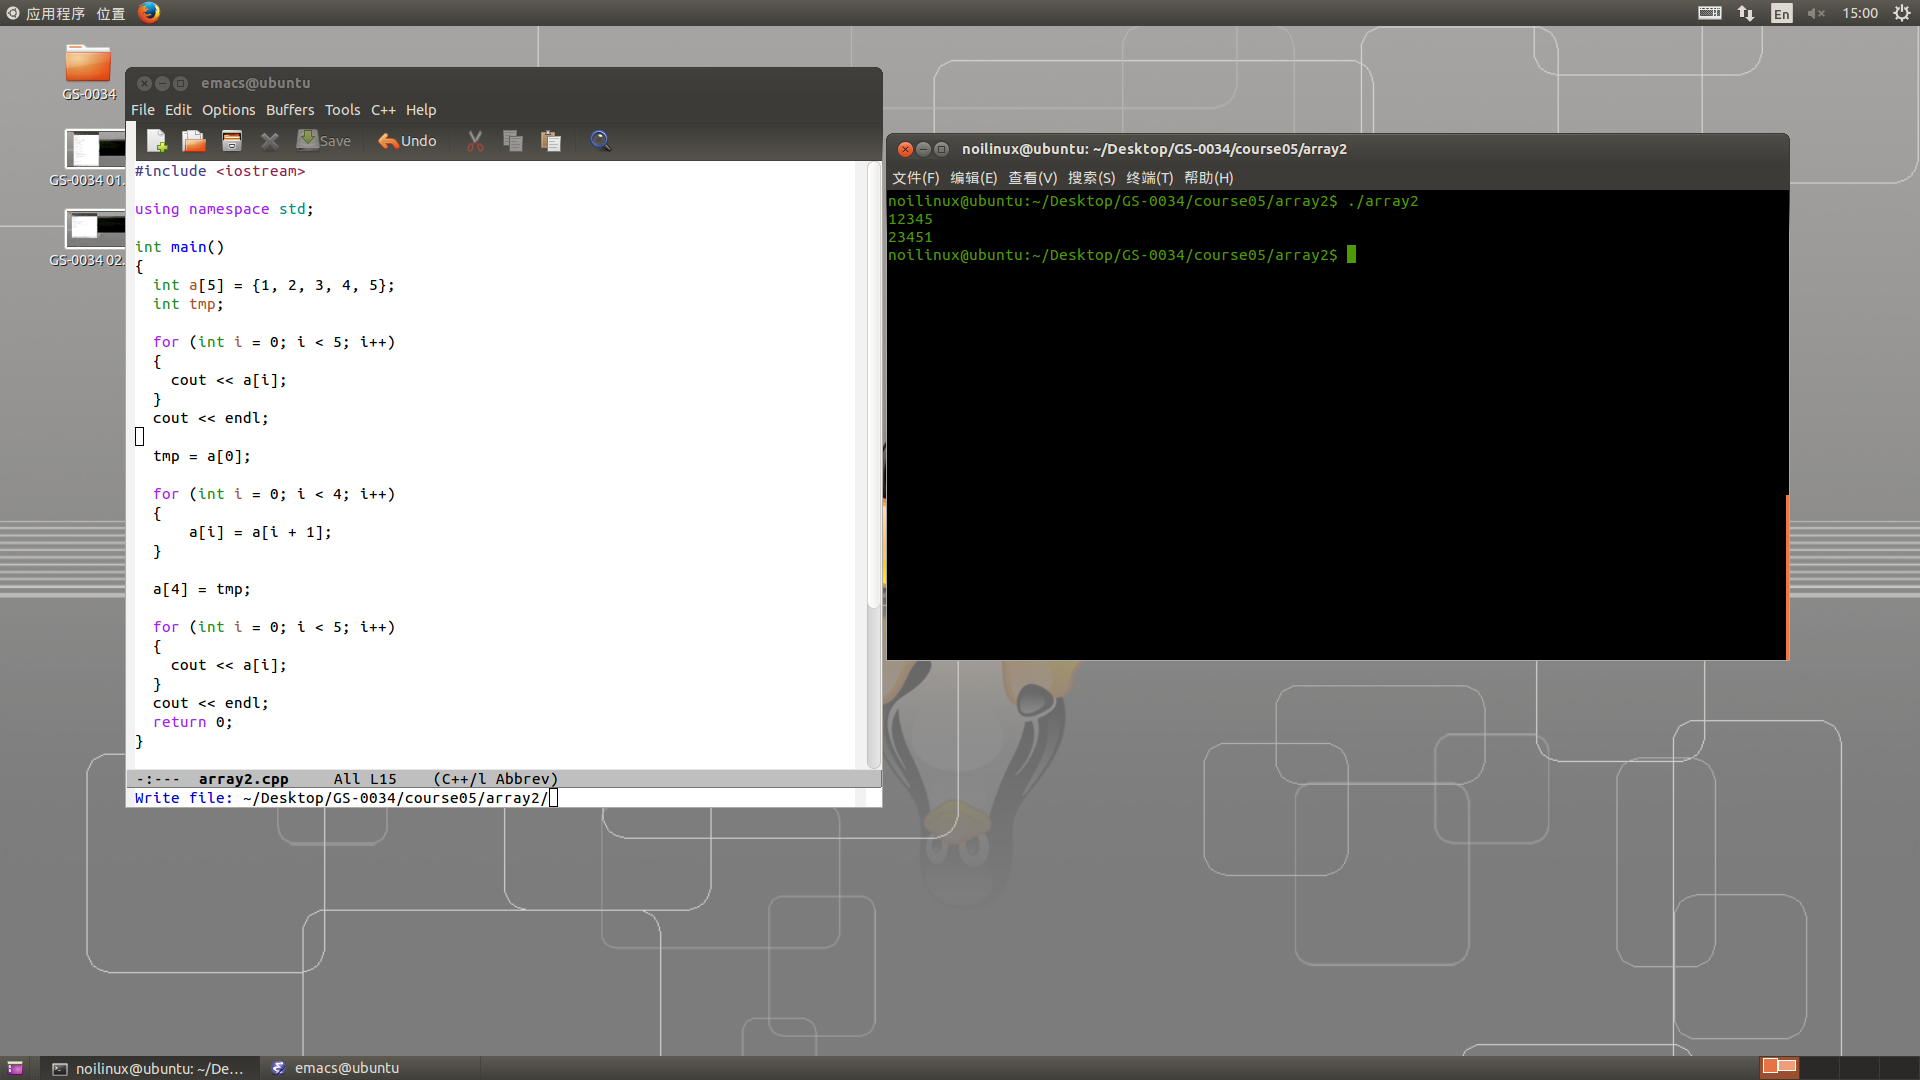 应用程序 位置
En 15:00
GS-0034
GS-0034 01.
GS-0034 02.
emacs@ubuntu
File Edit Options Buffers Tools C++ Help
Save Undo
#include <iostream>

using namespace std;

int main()
{
  int a[5] = {1, 2, 3, 4, 5};
  int tmp;

  for (int i = 0; i < 5; i++)
  {
    cout << a[i];
  }
  cout << endl;

  tmp = a[0];

  for (int i = 0; i < 4; i++)
  {
      a[i] = a[i + 1];
  }

  a[4] = tmp;

  for (int i = 0; i < 5; i++)
  {
    cout << a[i];
  }
  cout << endl;
  return 0;
}
-:---  array2.cpp     All L15    (C++/l Abbrev)
Write file: ~/Desktop/GS-0034/course05/array2/
noilinux@ubuntu: ~/Desktop/GS-0034/course05/array2
文件(F) 编辑(E) 查看(V) 搜索(S) 终端(T) 帮助(H)
noilinux@ubuntu:~/Desktop/GS-0034/course05/array2$ ./array2
12345
23451
noilinux@ubuntu:~/Desktop/GS-0034/course05/array2$
noilinux@ubuntu: ~/De...
emacs@ubuntu